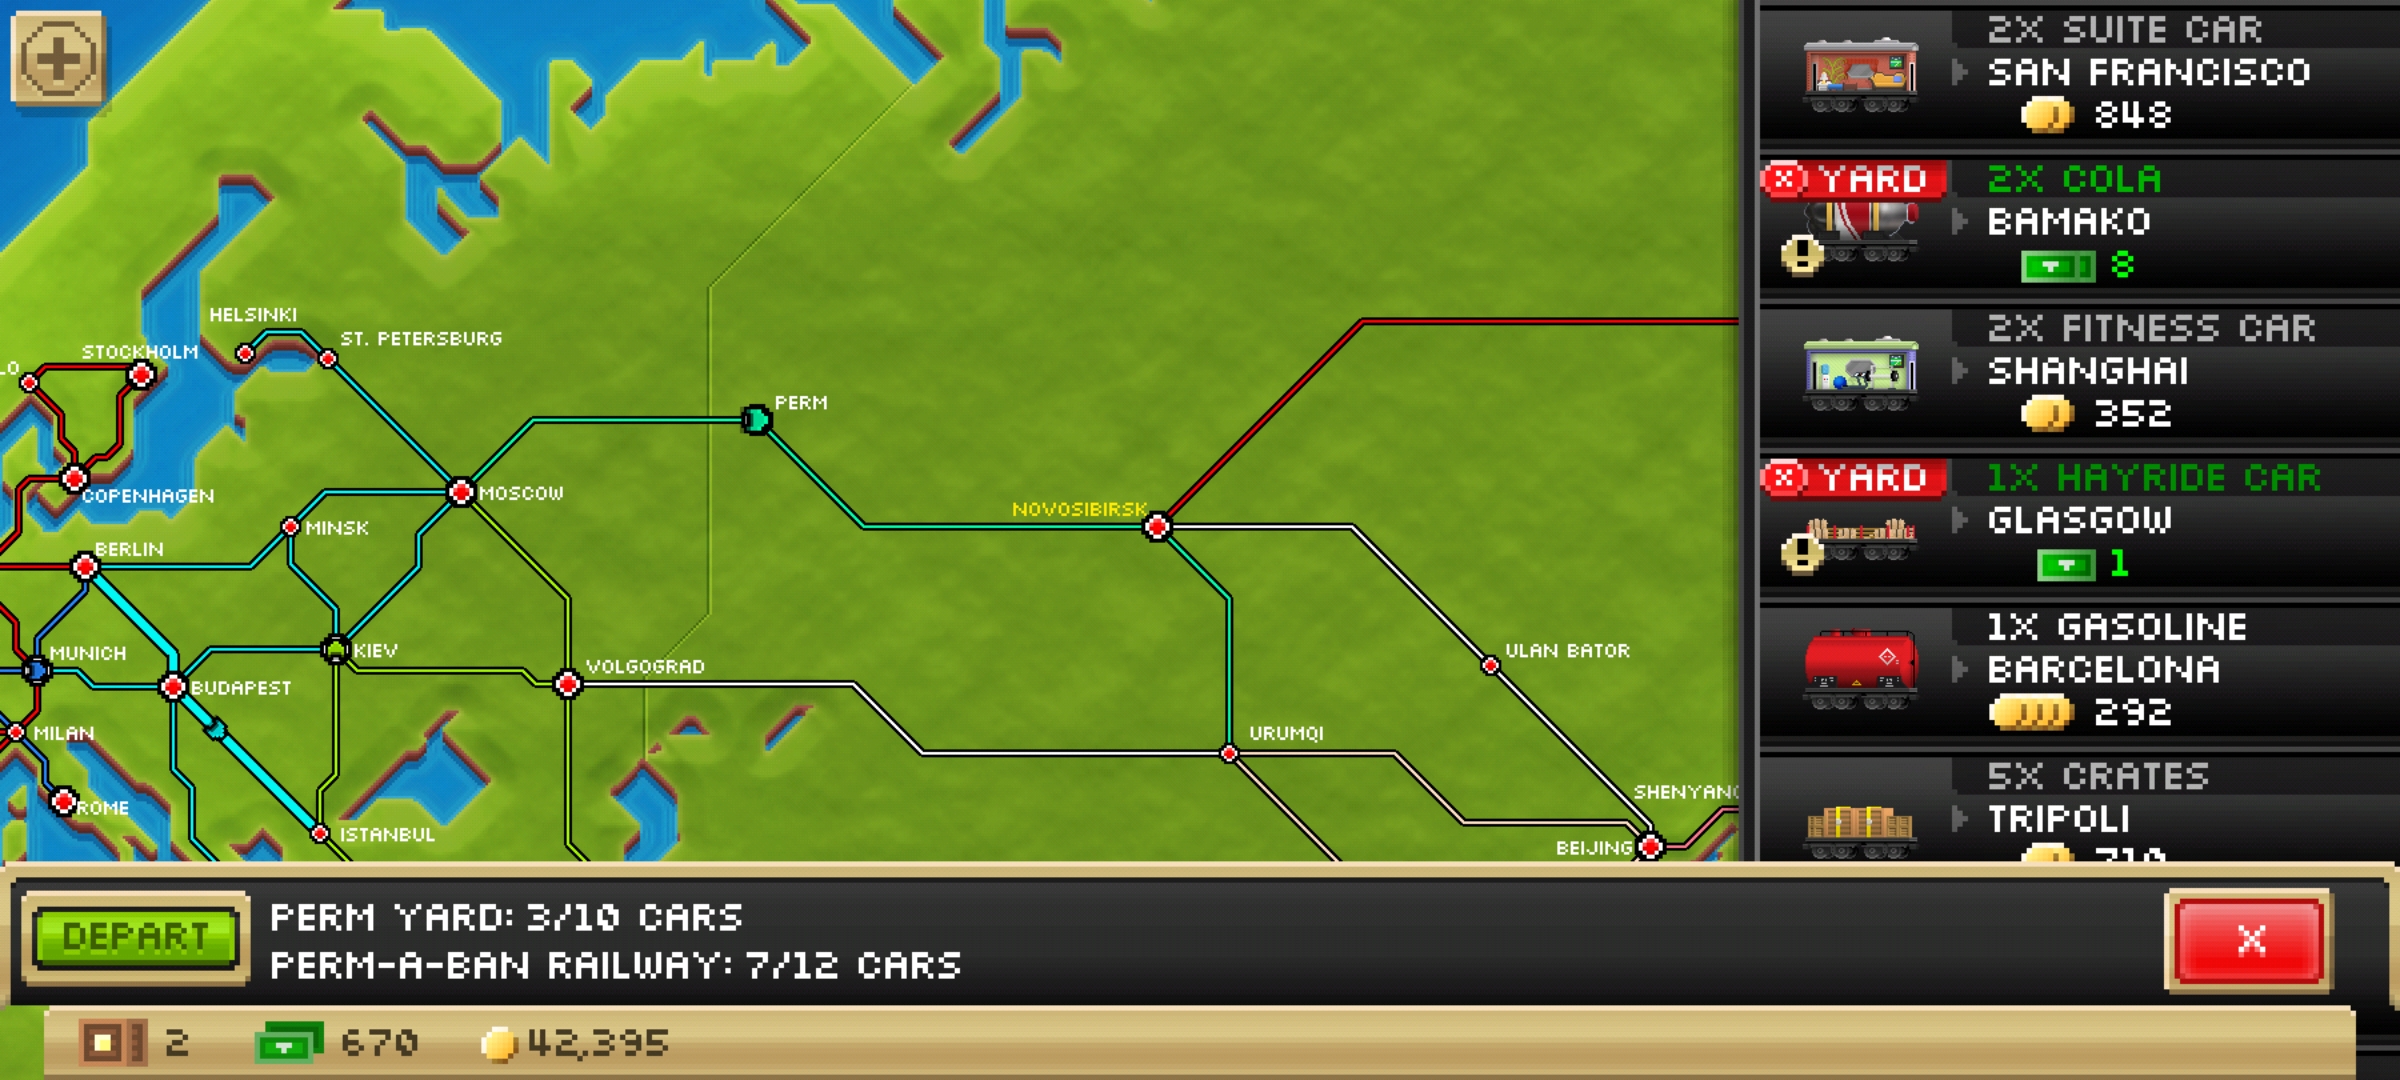 HELSINKI
ST. PETERSBURG
STOCKHOLM
LO
PERM
COPENHAGEN
MOSCOW
NOVOSIBIRSK
MINSK
BERLIN
MUNICH
KIEV
VOLGOGRAD
ULAN BATOR
BUDAPEST
MILAN
URUMQI
ROME
ISTANBUL
SHENYANG
BEIJING
2X SUITE CAR
SAN FRANCISCO
848
YARD
2X COLA
BAMAKO
8
2X FITNESS CAR
SHANGHAI
352
YARD
1X HAYRIDE CAR
GLASGOW
1
1X GASOLINE
BARCELONA
292
5X CRATES
TRIPOLI
710
DEPART
PERM YARD: 3/10 CARS
PERM-A-BAN RAILWAY: 7/12 CARS
X
2
670
42,395